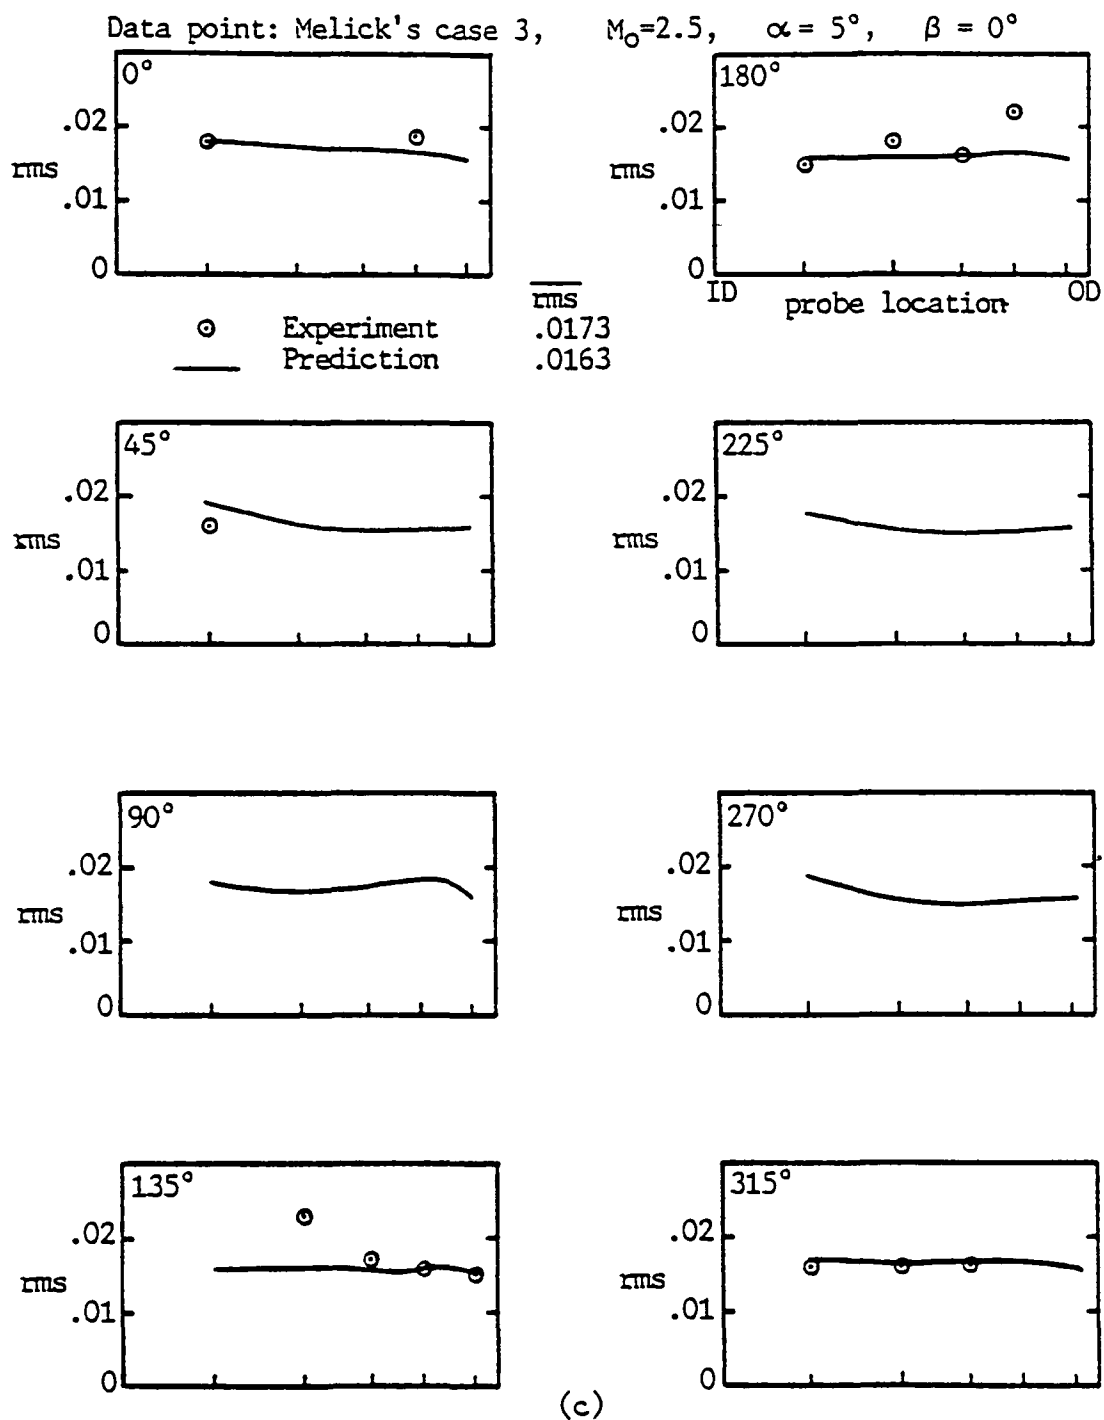 Data point: Melick's case 3, M₀=2.5, α = 5°, β = 0°
0°
.02
rms
.01
0
180°
.02
rms
.01
0
ID probe location OD
r̅m̅s̅
⊙ Experiment .0173
Prediction .0163
45°
.02
rms
.01
0
225°
.02
rms
.01
0
90°
.02
rms
.01
0
270°
.02
rms
.01
0
135°
.02
rms
.01
0
315°
.02
rms
.01
0
(c)